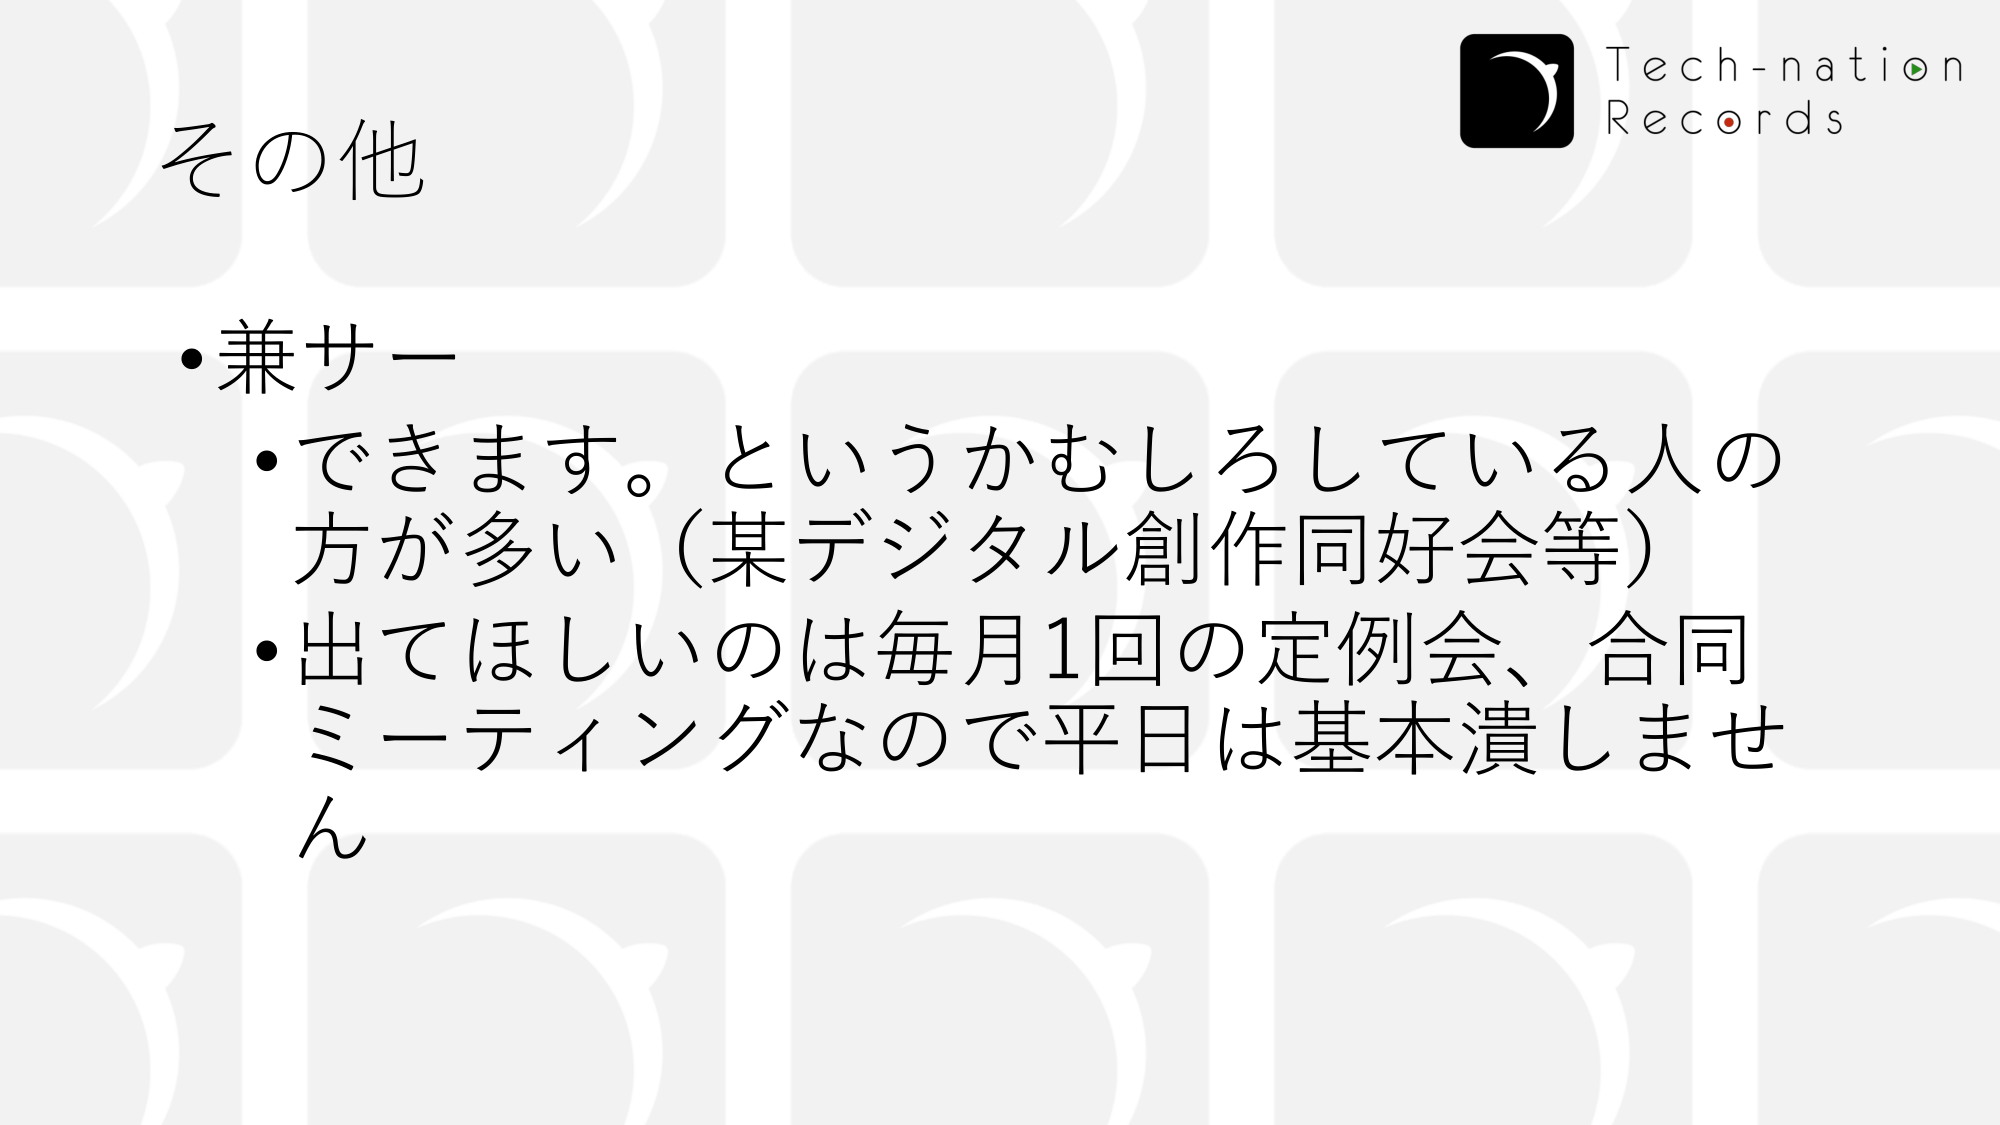 Tech-nation
Records
その他
•兼サー
•できます。というかむしろしている人の
方が多い（某デジタル創作同好会等）
•出てほしいのは毎月1回の定例会、合同
ミーティングなので平日は基本潰しませ
ん